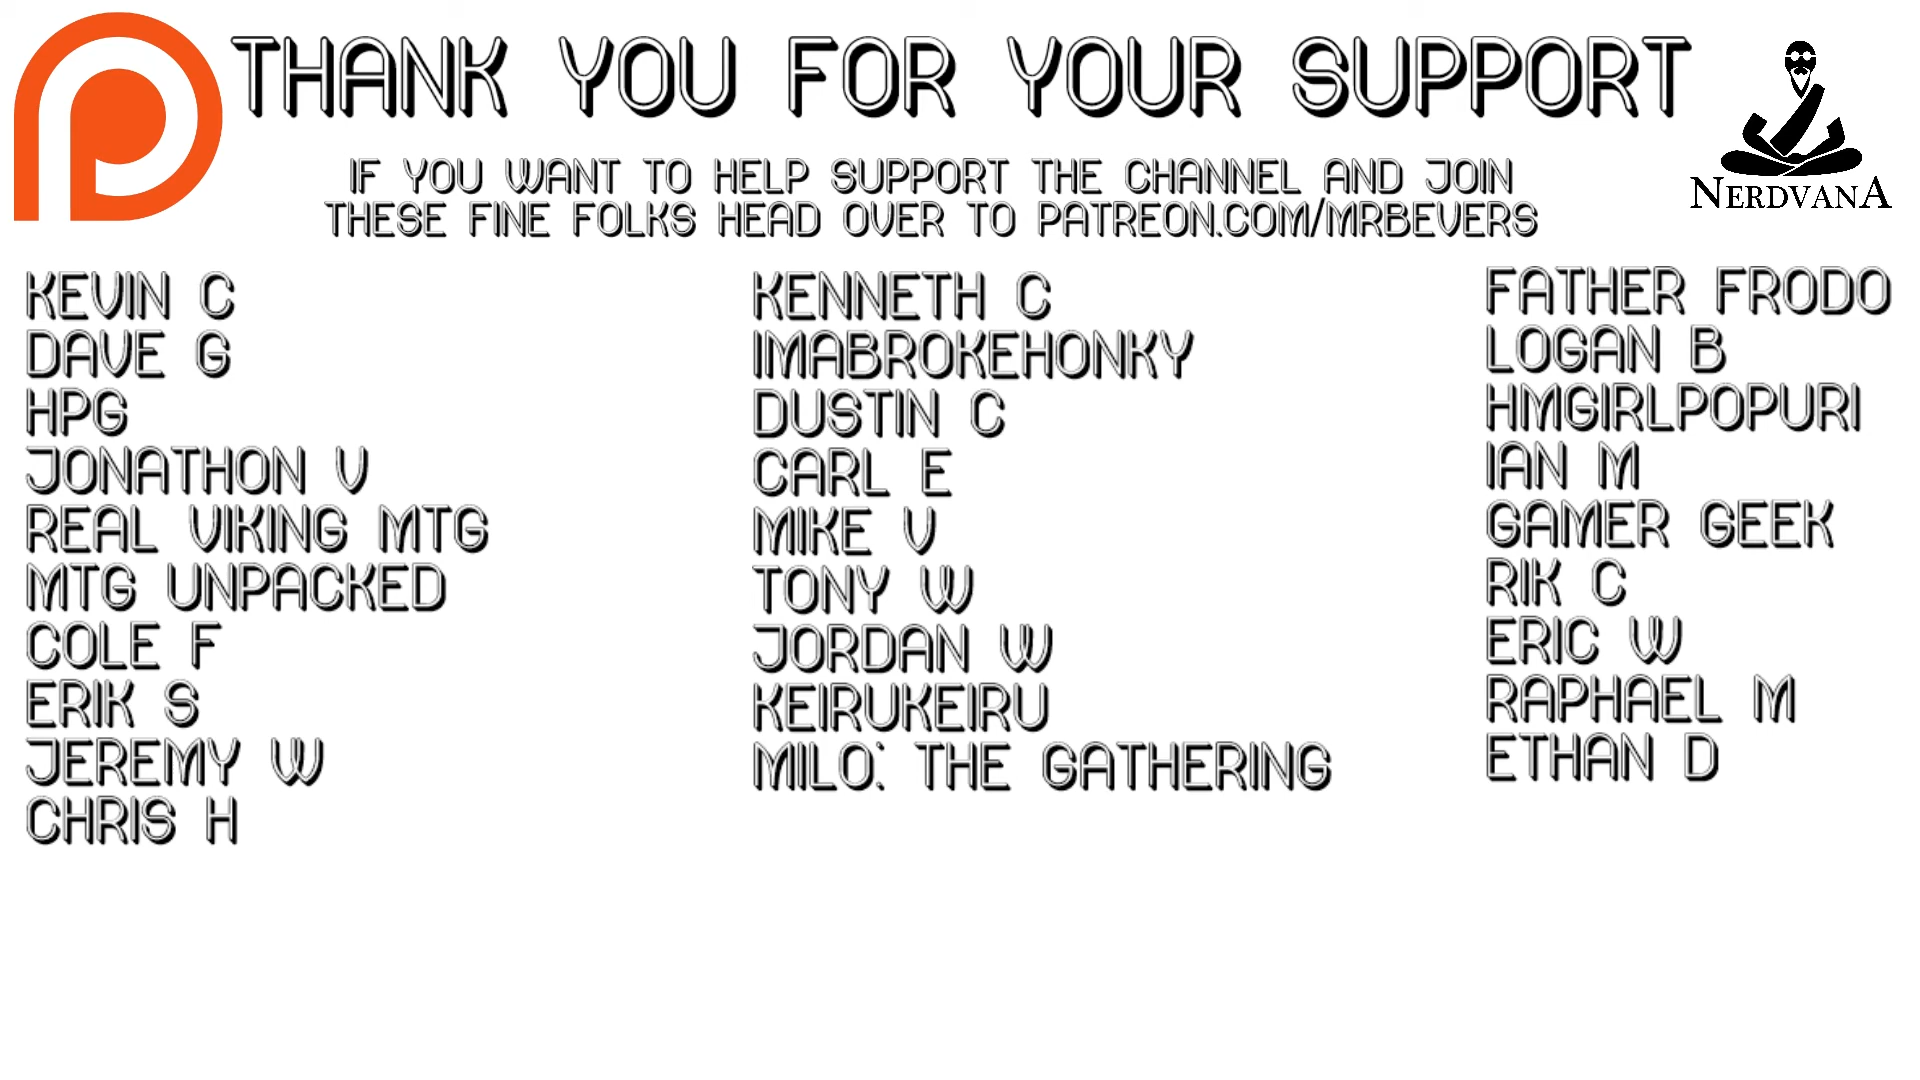 THANK YOU FOR YOUR SUPPORT
NERDVANA
IF YOU WANT TO HELP SUPPORT THE CHANNEL AND JOIN
THESE FINE FOLKS HEAD OVER TO PATREON.COM/MRBEVERS
KEVIN C
DAVE G
HPG
JONATHON V
REAL VIKING MTG
MTG UNPACKED
COLE F
ERIK S
JEREMY W
CHRIS H
KENNETH C
IMABROKEHONKY
DUSTIN C
CARL E
MIKE V
TONY W
JORDAN W
KEIRUKEIRU
MILO: THE GATHERING
FATHER FRODO
LOGAN B
HMGIRLPOPURI
IAN M
GAMER GEEK
RIK C
ERIC W
RAPHAEL M
ETHAN D